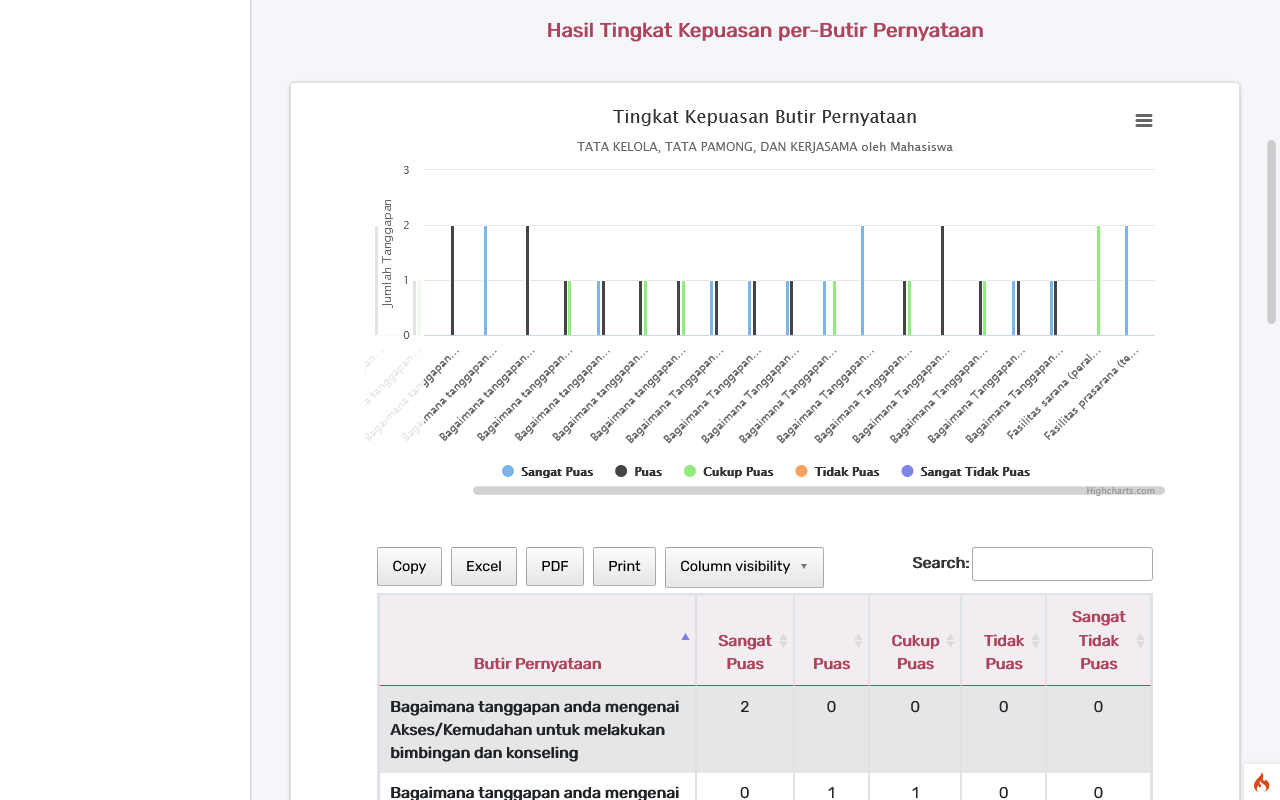 Hasil Tingkat Kepuasan per-Butir Pernyataan
Tingkat Kepuasan Butir Pernyataan
TATA KELOLA, TATA PAMONG, DAN KERJASAMA oleh Mahasiswa
Jumlah Tanggapan
3
2
1
0
Bagaimana tanggapan…
Bagaimana tanggapan…
Bagaimana tanggapan…
Bagaimana tanggapan…
Bagaimana tanggapan…
Bagaimana tanggapan…
Bagaimana tanggapan…
Bagaimana tanggapan…
Bagaimana Tanggapan…
Bagaimana Tanggapan…
Bagaimana Tanggapan…
Bagaimana Tanggapan…
Bagaimana Tanggapan…
Bagaimana Tanggapan…
Bagaimana Tanggapan…
Bagaimana Tanggapan…
Bagaimana Tanggapan…
Bagaimana Tanggapan…
Fasilitas sarana (peral…
Fasilitas prasarana (te…
Sangat Puas
Puas
Cukup Puas
Tidak Puas
Sangat Tidak Puas
Highcharts.com
Copy Excel PDF Print Column visibility Search:
Butir Pernyataan
Sangat Puas
Puas
Cukup Puas
Tidak Puas
Sangat Tidak Puas
Bagaimana tanggapan anda mengenai 2 0 0 0 0
Akses/Kemudahan untuk melakukan
bimbingan dan konseling
Bagaimana tanggapan anda mengenai 0 1 1 0 0